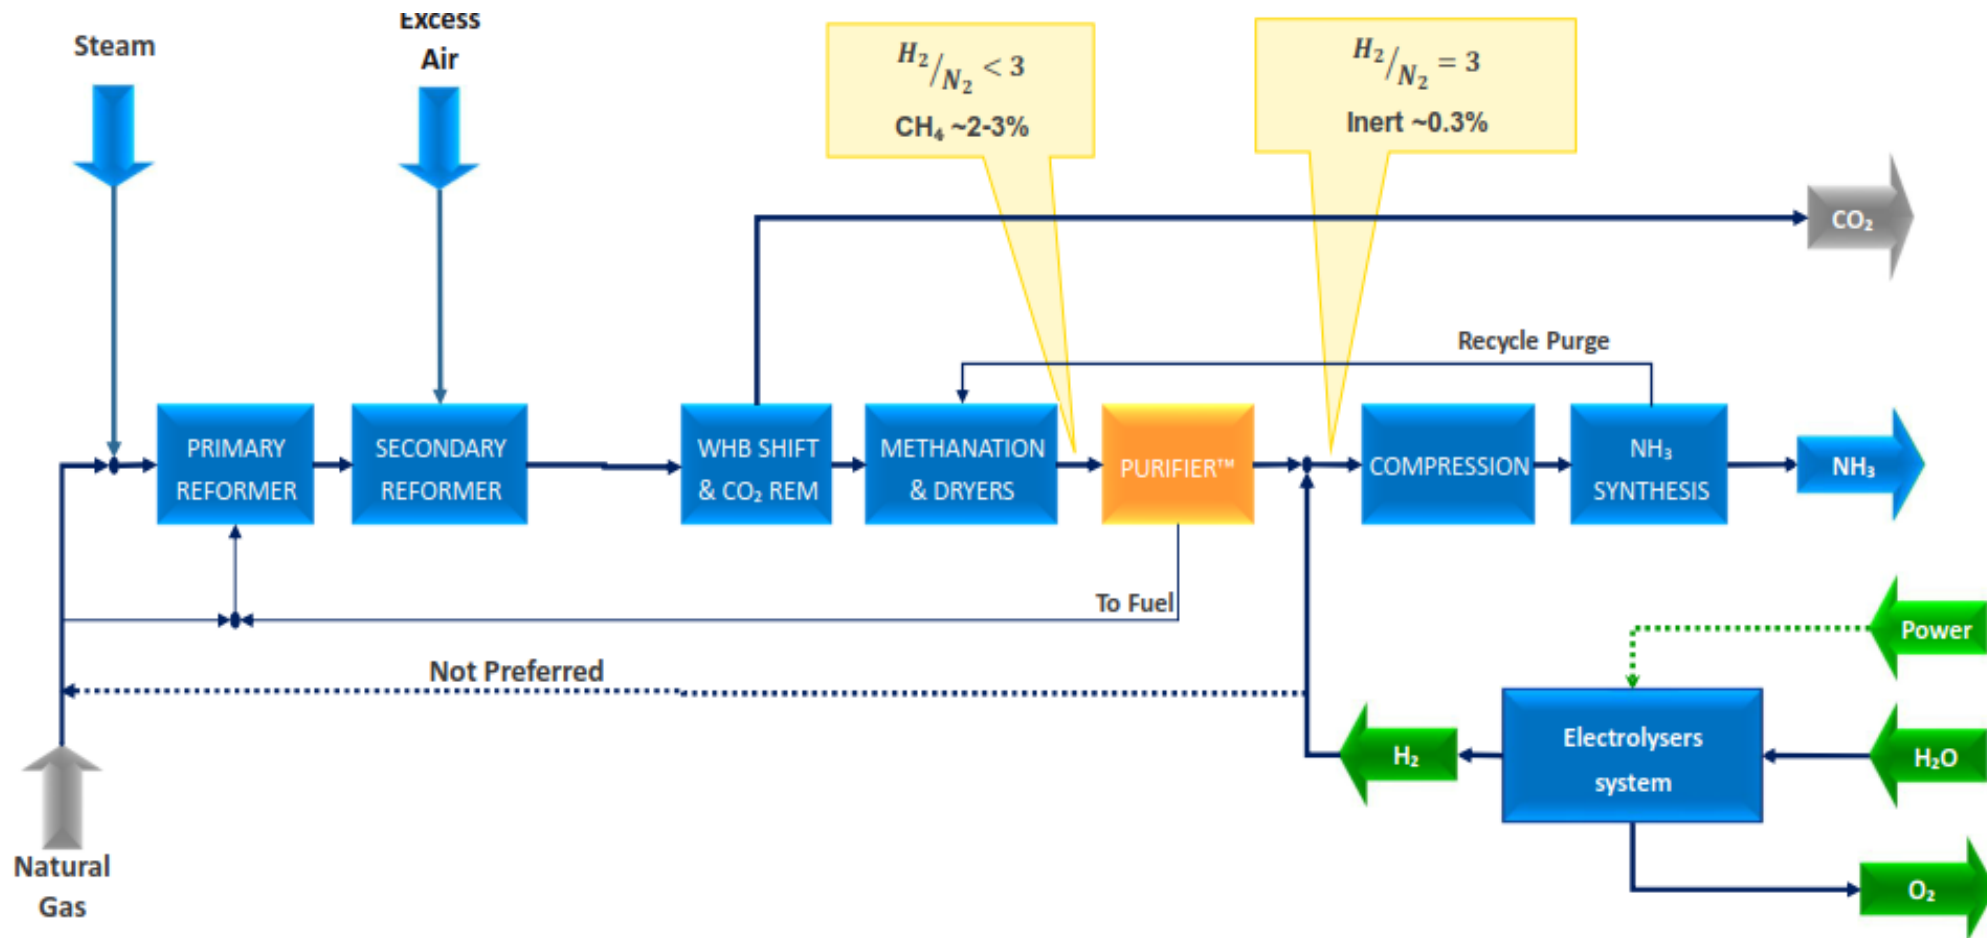 Steam
Excess
Air
H₂/N₂ < 3
CH₄ ~2-3%
H₂/N₂ = 3
Inert ~0.3%
CO₂
Recycle Purge
PRIMARY
REFORMER
SECONDARY
REFORMER
WHB SHIFT
& CO₂ REM
METHANATION
& DRYERS
PURIFIER™
COMPRESSION
NH₃
SYNTHESIS
NH₃
To Fuel
Power
Not Preferred
H₂
Electrolysers
system
H₂O
Natural
Gas
O₂